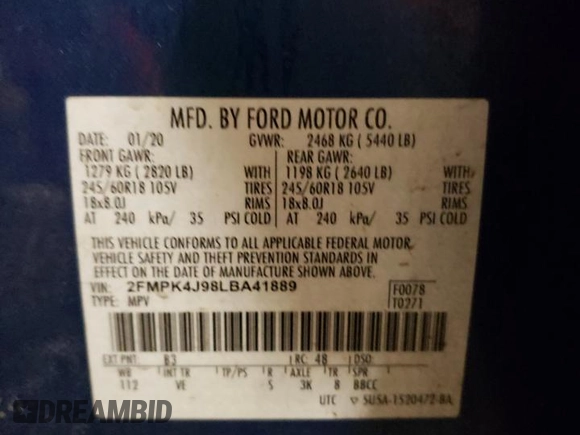 MFD. BY FORD MOTOR CO.
DATE: 01/20 GVWR: 2468 KG ( 5440 LB)
FRONT GAWR: REAR GAWR:
1279 KG ( 2820 LB) WITH 1198 KG ( 2640 LB) WITH
245/60R18 105V TIRES 245/60R18 105V TIRES
18x8.0J RIMS 18x8.0J RIMS
AT 240 kPa/ 35 PSI COLD AT 240 kPa/ 35 PSI COLD
THIS VEHICLE CONFORMS TO ALL APPLICABLE FEDERAL MOTOR
VEHICLE SAFETY AND THEFT PREVENTION STANDARDS IN
EFFECT ON THE DATE OF MANUFACTURE SHOWN ABOVE.
VIN: 2FMPK4J98LBA41889 F0078
TYPE: MPV T0271
EXT PNT: B3 RC: 48 DSO:
WB INT TR TP/PS R AXLE TR SPR
112 VE S 3K 8 BBCC
UTC ▽ SUSA-1520472-BA
DREAMBID